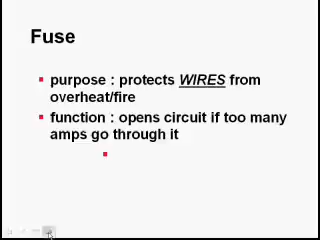 Fuse
purpose : protects WIRES from
overheat/fire
function : opens circuit if too many
amps go through it